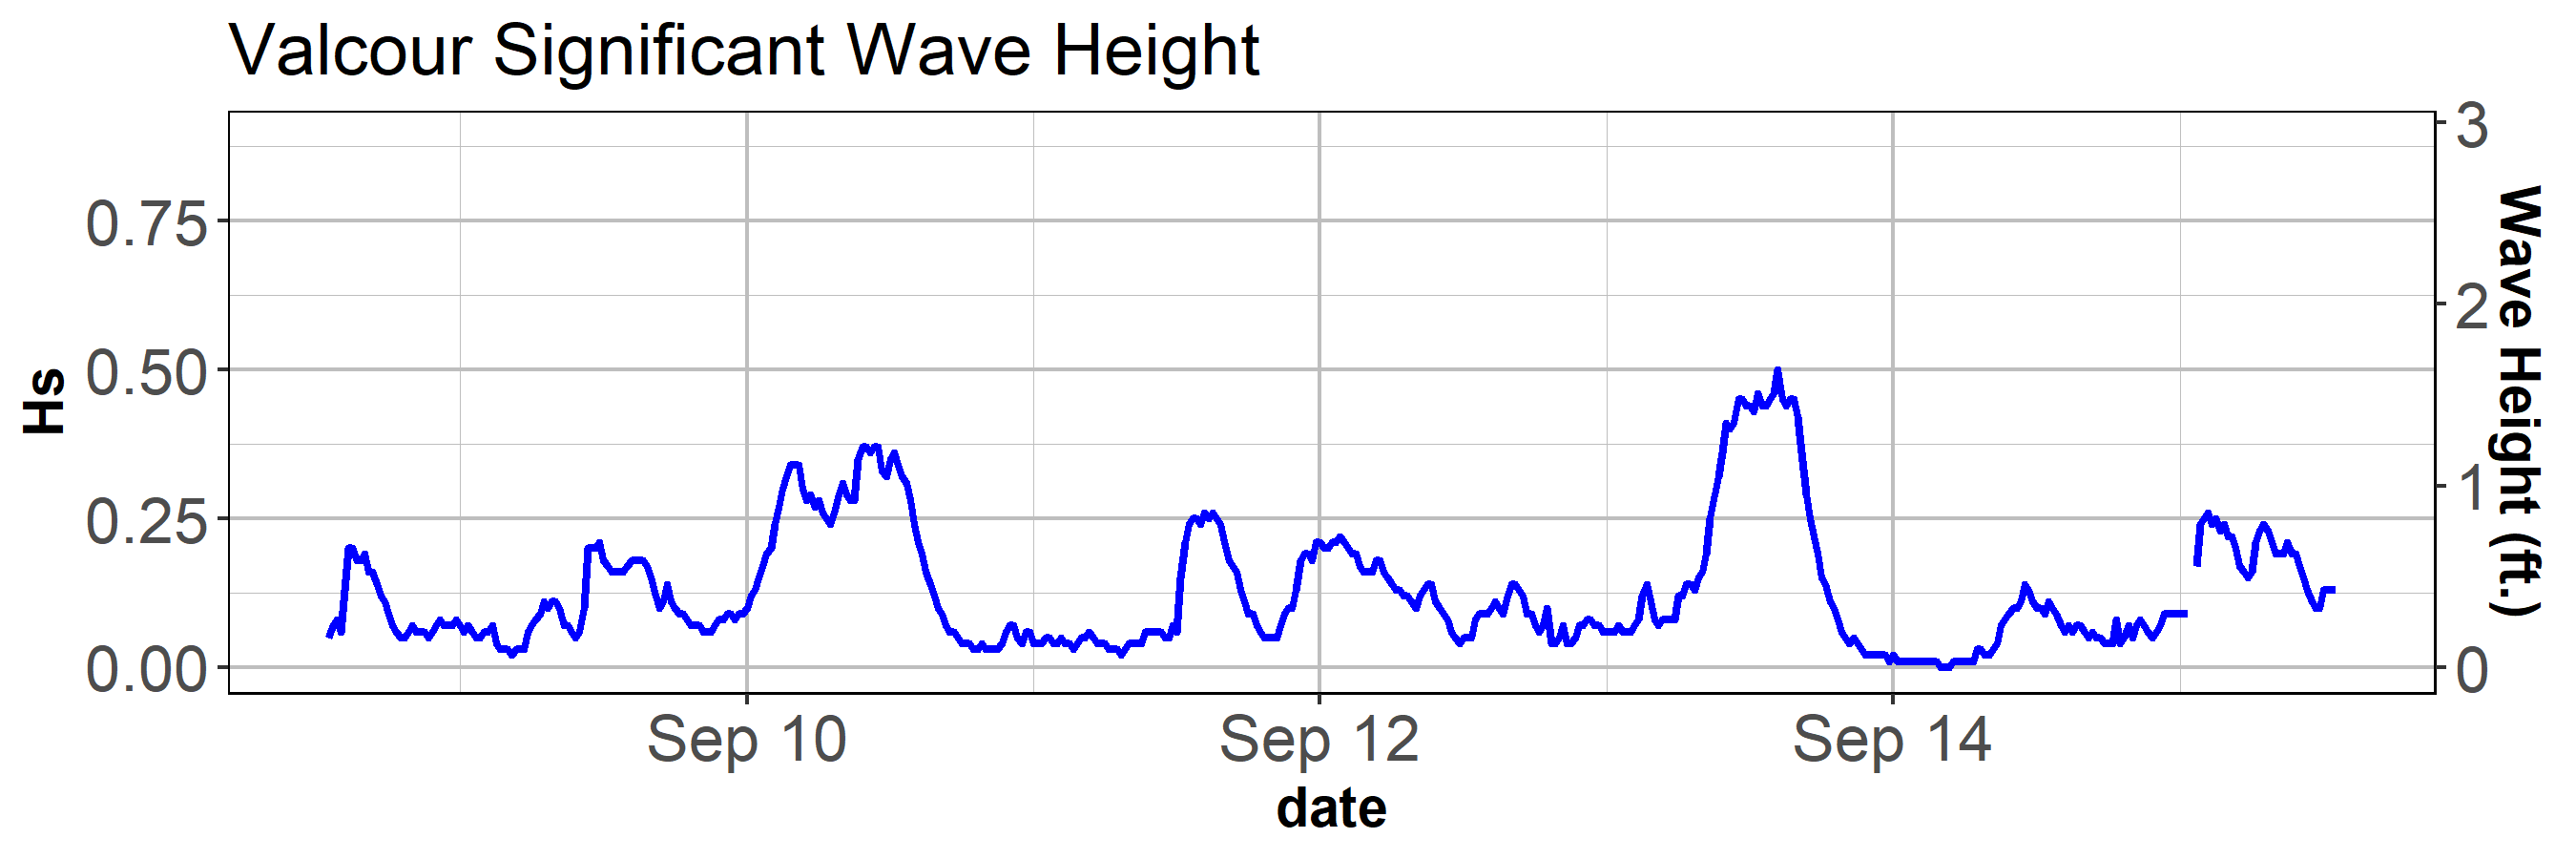 Valcour Significant Wave Height
Hs
0.75
0.50
0.25
0.00
3
2
1
0
Wave Height (ft.)
Sep 10
Sep 12
Sep 14
date